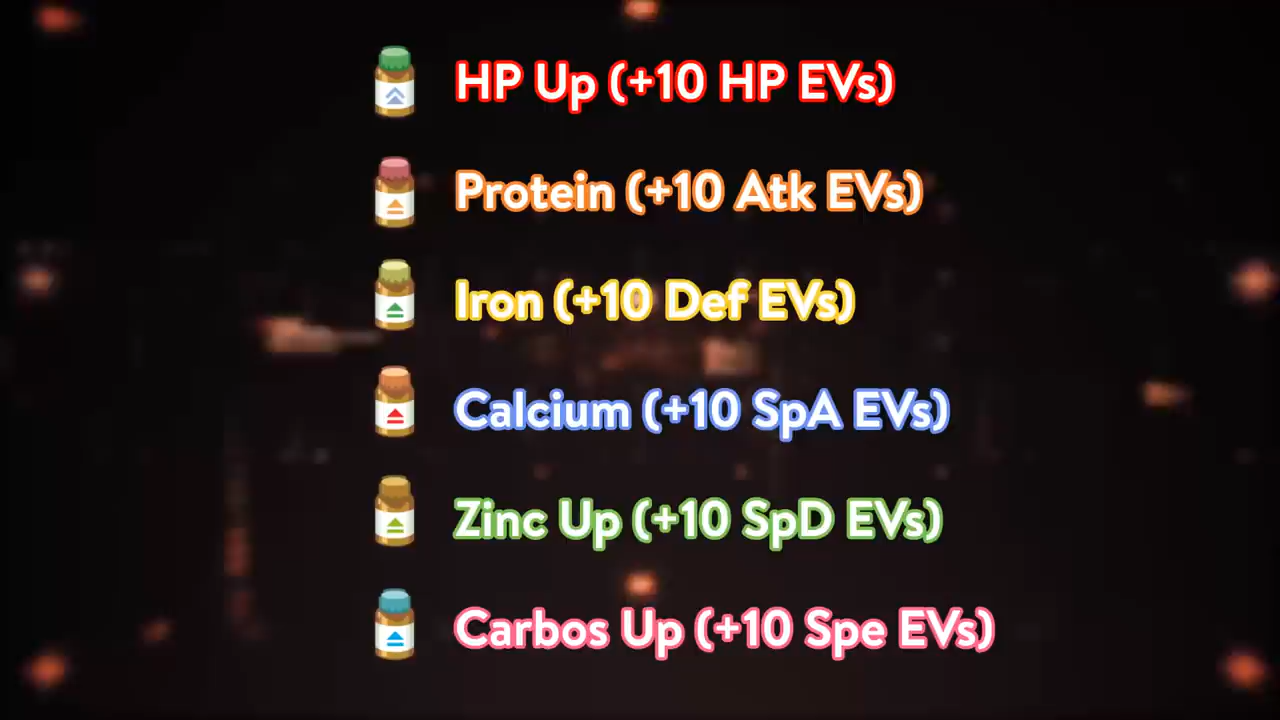 HP Up (+10 HP EVs)
Protein (+10 Atk EVs)
Iron (+10 Def EVs)
Calcium (+10 SpA EVs)
Zinc Up (+10 SpD EVs)
Carbos Up (+10 Spe EVs)